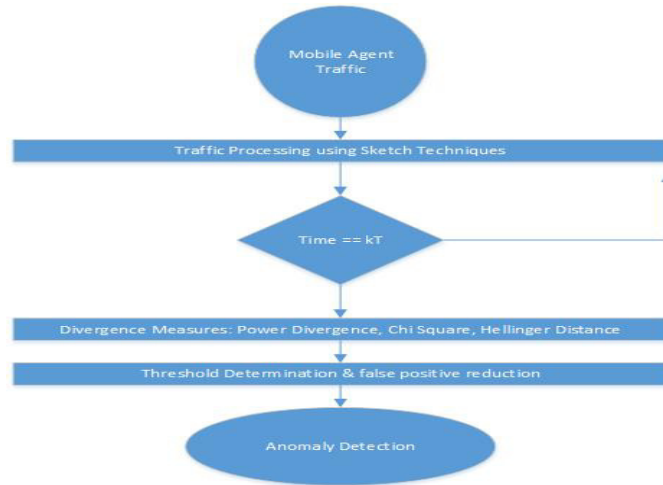 Mobile Agent
Traffic
Traffic Processing using Sketch Techniques
Time == kT
Divergence Measures: Power Divergence, Chi Square, Hellinger Distance
Threshold Determination & false positive reduction
Anomaly Detection